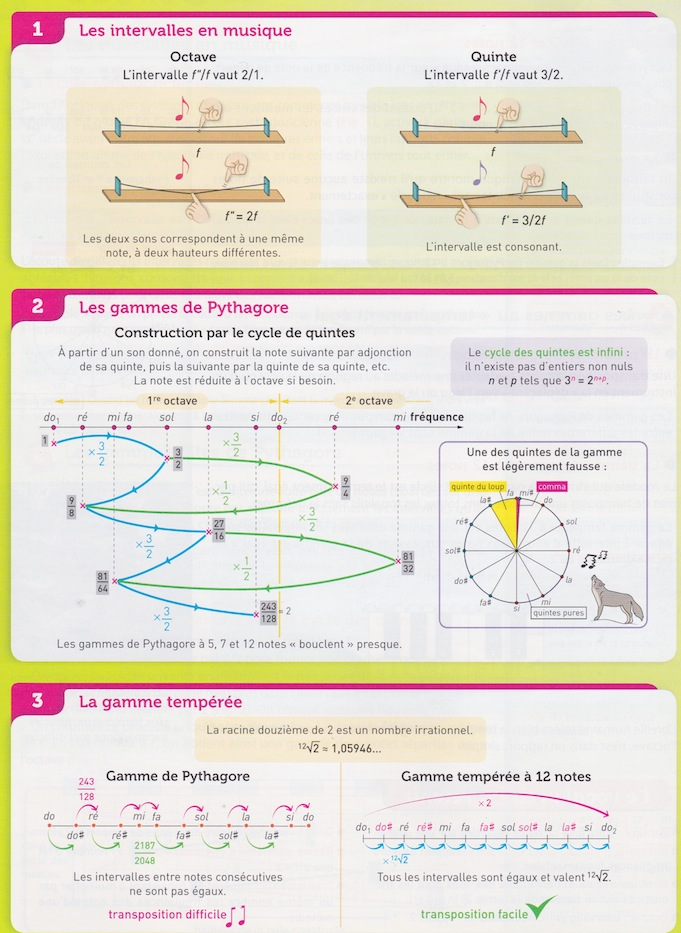 1 Les intervalles en musique
Octave
L'intervalle f"/f vaut 2/1.
f
f" = 2f
Les deux sons correspondent à une même
note, à deux hauteurs différentes.
Quinte
L'intervalle f'/f vaut 3/2.
f
f' = 3/2f
L'intervalle est consonant.
2 Les gammes de Pythagore
Construction par le cycle de quintes
À partir d'un son donné, on construit la note suivante par adjonction
de sa quinte, puis la suivante par la quinte de sa quinte, etc.
La note est réduite à l'octave si besoin.
Le cycle des quintes est infini :
il n'existe pas d'entiers non nuls
n et p tels que 3ⁿ = 2ⁿ⁺ᵖ.
1re octave 2e octave
do₁ ré mi fa sol la si do₂ ré mi fréquence
1
×3/2
3/2
×3/2
×1/2
9/4
9/8
×3/2
27/16
×3/2
×1/2
81/32
81/64
×3/2
243/128 = 2
Une des quintes de la gamme
est légèrement fausse :
quinte du loup
comma
la# fa mi# do
ré# sol
sol# ré
do# la
fa# si mi
quintes pures
Les gammes de Pythagore à 5, 7 et 12 notes « bouclent » presque.
3 La gamme tempérée
La racine douzième de 2 est un nombre irrationnel.
¹²√2 ≈ 1,05946...
Gamme de Pythagore
243/128
do ré mi fa sol la si do
do# ré# fa# sol# la#
2187/2048
Les intervalles entre notes consécutives
ne sont pas égaux.
transposition difficile
Gamme tempérée à 12 notes
× 2
do₁ do# ré ré# mi fa fa# sol sol# la la# si do₂
× ¹²√2
Tous les intervalles sont égaux et valent ¹²√2.
transposition facile